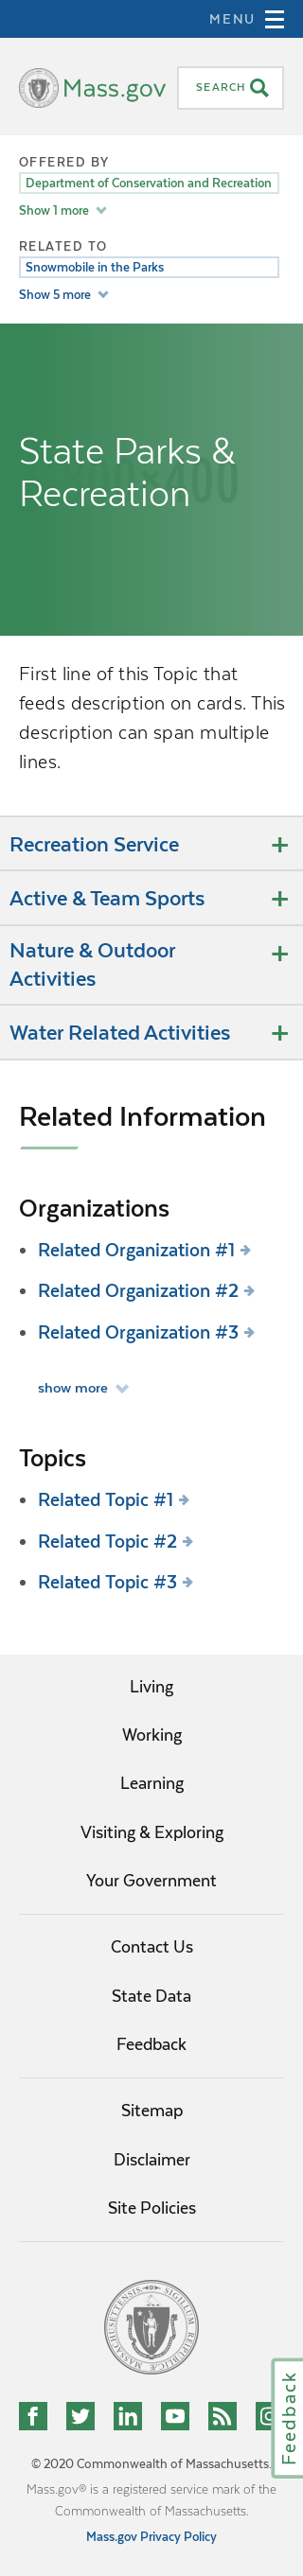 MENU
Mass.gov
SEARCH
OFFERED BY
Department of Conservation and Recreation
Show 1 more
RELATED TO
Snowmobile in the Parks
Show 5 more
State Parks &
Recreation
First line of this Topic that
feeds description on cards. This
description can span multiple
lines.
Recreation Service
Active & Team Sports
Nature & Outdoor
Activities
Water Related Activities
Related Information
Organizations
Related Organization #1
Related Organization #2
Related Organization #3
show more
Topics
Related Topic #1
Related Topic #2
Related Topic #3
Living
Working
Learning
Visiting & Exploring
Your Government
Contact Us
State Data
Feedback
Sitemap
Disclaimer
Site Policies
Feedback
© 2020 Commonwealth of Massachusetts.
Mass.gov® is a registered service mark of the
Commonwealth of Massachusetts.
Mass.gov Privacy Policy